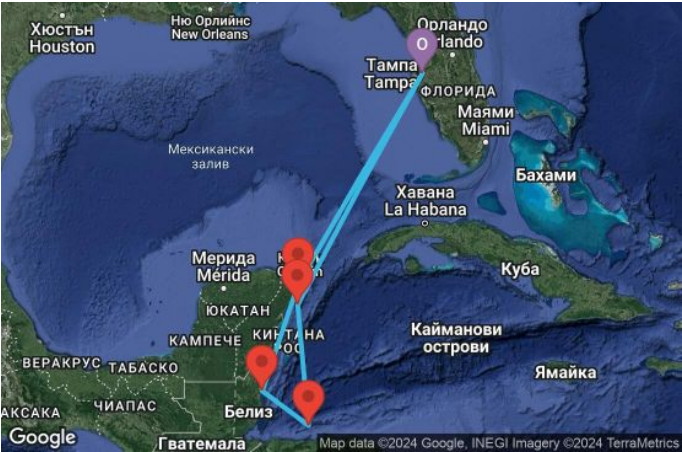 Хюстън
Houston
Ню Орлийнс
New Orleans
Орландо
Orlando
О
Тампа
Tampa
ФЛОРИДА
Маями
Miami
Мексикански
залив
Бахами
Хавана
La Habana
Мерида
Mérida
Куба
ЮКАТАН
КАМПЕЧЕ
КИНТАНА
РОО
Кайманови
острови
ВЕРАКРУС
ТАБАСКО
Ямайка
АКСАКА
ЧИАПАС
Белиз
Google
Гватемала
Map data ©2024 Google, INEGI Imagery ©2024 TerraMetrics